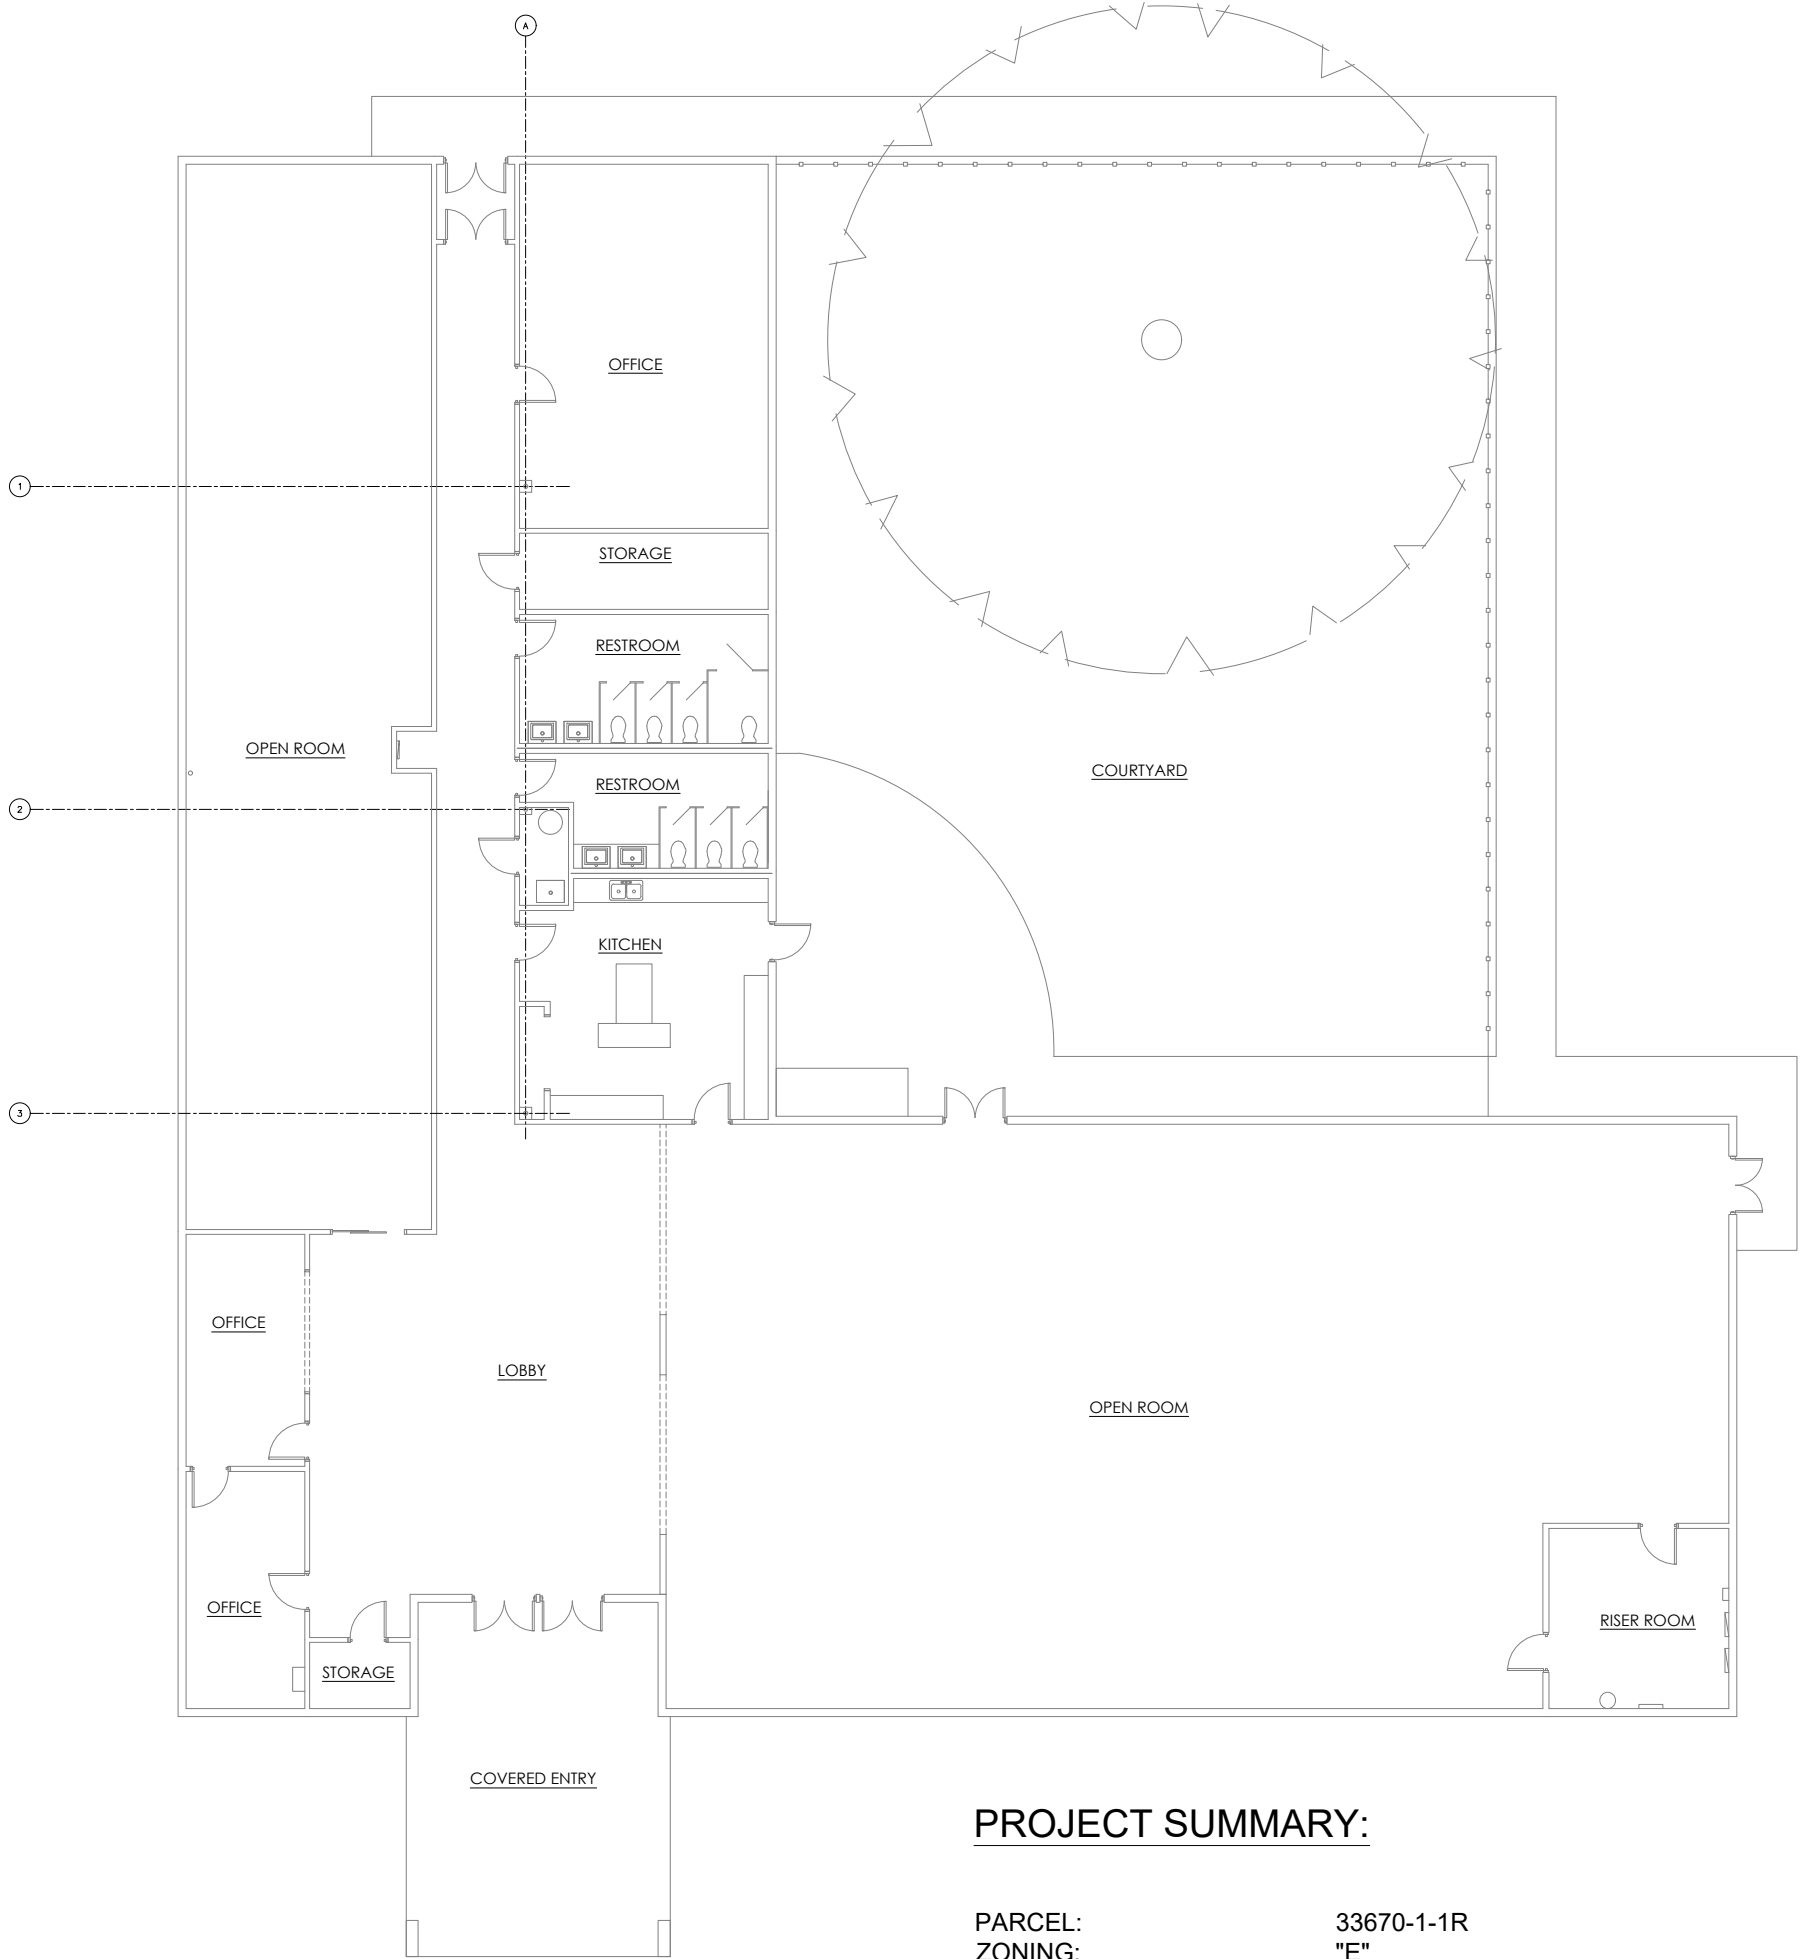 A
OFFICE
1
STORAGE
RESTROOM
OPEN ROOM
COURTYARD
RESTROOM
2
KITCHEN
3
OFFICE
LOBBY
OPEN ROOM
OFFICE
RISER ROOM
STORAGE
COVERED ENTRY
PROJECT SUMMARY:
PARCEL: 33670-1-1R
ZONING: "E"